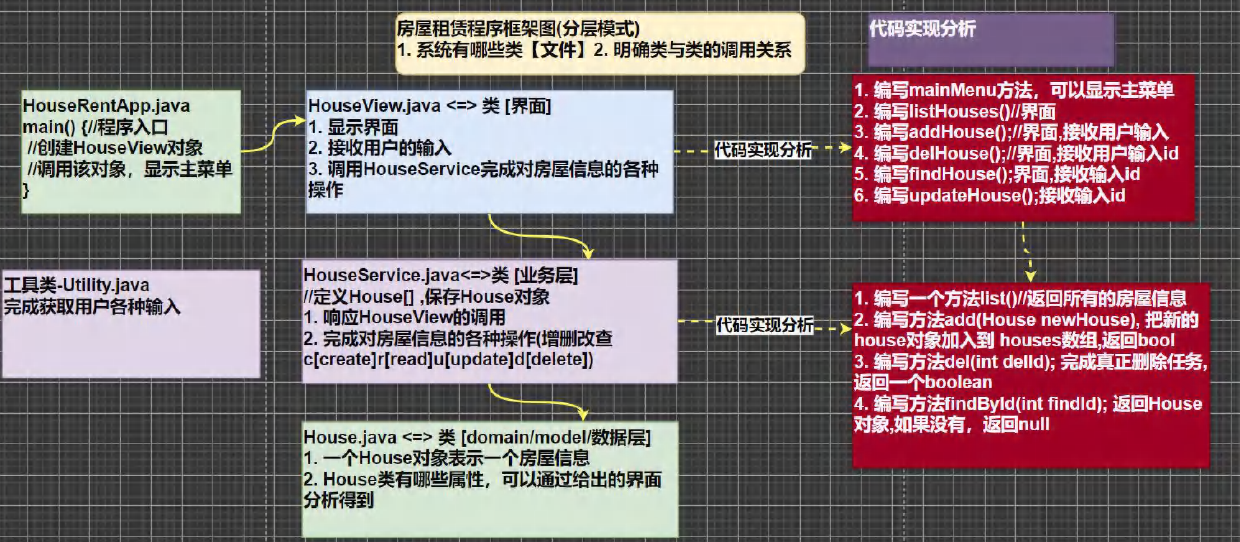 房屋租赁程序框架图(分层模式)
1. 系统有哪些类【文件】2. 明确类与类的调用关系
代码实现分析
HouseRentApp.java
main() {//程序入口
//创建HouseView对象
//调用该对象，显示主菜单
}
HouseView.java <=> 类 [界面]
1. 显示界面
2. 接收用户的输入
3. 调用HouseService完成对房屋信息的各种
操作
代码实现分析
1. 编写mainMenu方法，可以显示主菜单
2. 编写listHouses()//界面
3. 编写addHouse();//界面,接收用户输入
4. 编写delHouse();//界面,接收用户输入id
5. 编写findHouse();界面,接收输入id
6. 编写updateHouse();接收输入id
工具类-Utility.java
完成获取用户各种输入
HouseService.java<=>类 [业务层]
//定义House[] ,保存House对象
1. 响应HouseView的调用
2. 完成对房屋信息的各种操作(增删改查
c[create]r[read]u[update]d[delete])
代码实现分析
1. 编写一个方法list()//返回所有的房屋信息
2. 编写方法add(House newHouse), 把新的
house对象加入到 houses数组,返回bool
3. 编写方法del(int delId); 完成真正删除任务,
返回一个boolean
4. 编写方法findById(int findId); 返回House
对象,如果没有，返回null
House.java <=> 类 [domain/model/数据层]
1. 一个House对象表示一个房屋信息
2. House类有哪些属性，可以通过给出的界面
分析得到